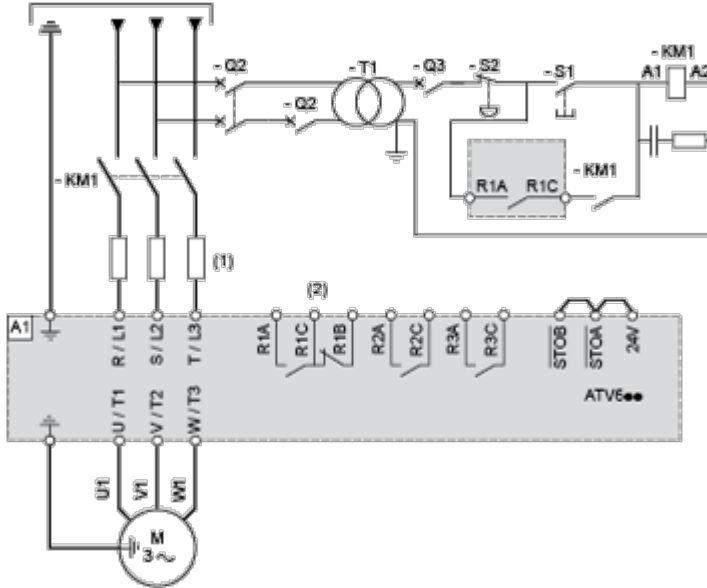 - Q2
- T1
- Q3
- S2
- S1
- KM1
A1
A2
- Q2
- KM1
R1A
R1C
- KM1
(1)
(2)
A1
R / L1
S / L2
T / L3
R1A
R1C
R1B
R2A
R2C
R3A
R3C
STOB
STOA
24V
ATV6●●
U / T1
V / T2
W / T3
U1
V1
W1
M
3 ~